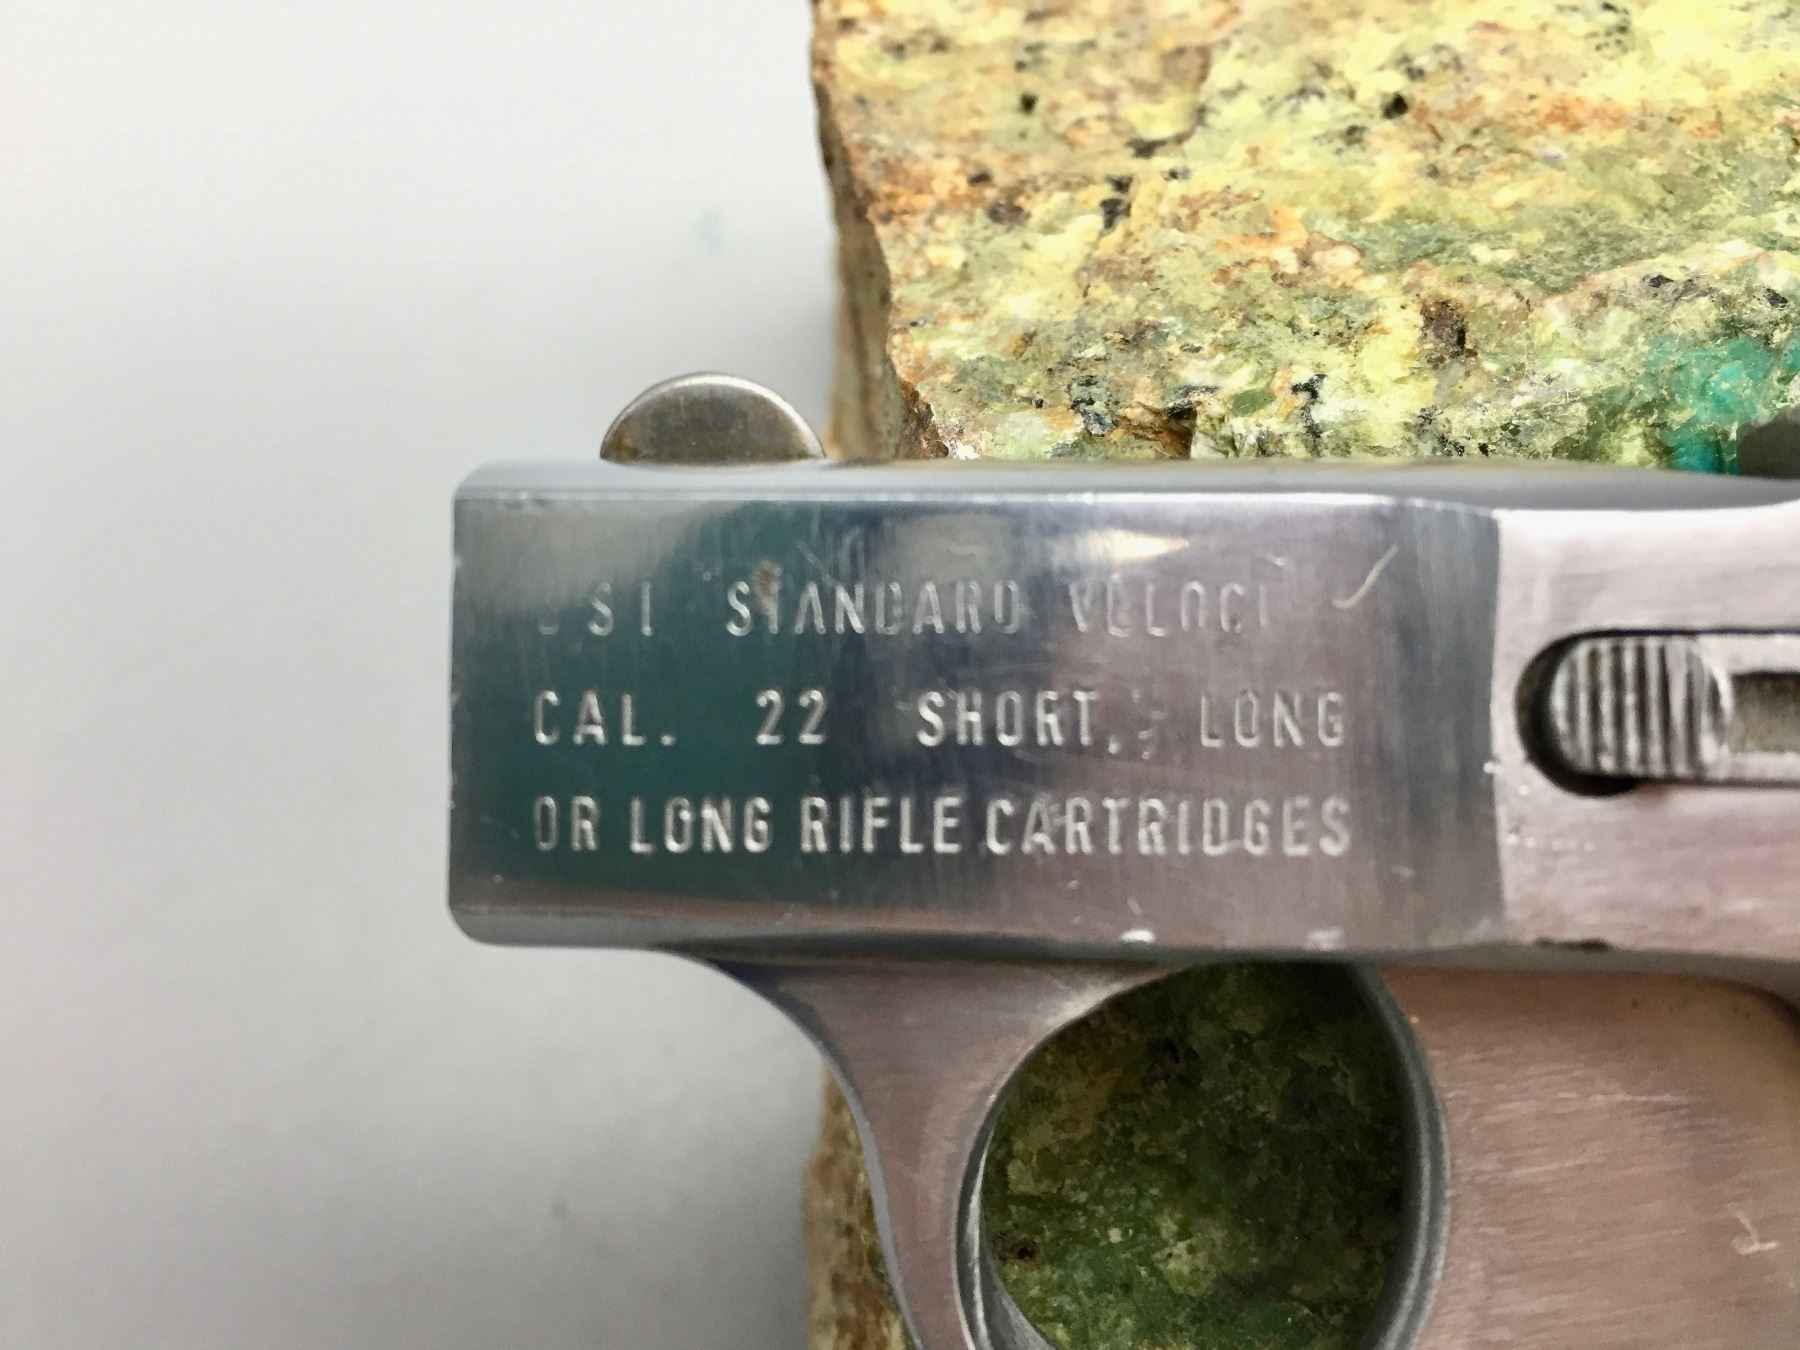 STANDARD
CAL. 22 SHORT, LONG
OR LONG RIFLE CARTRIDGES